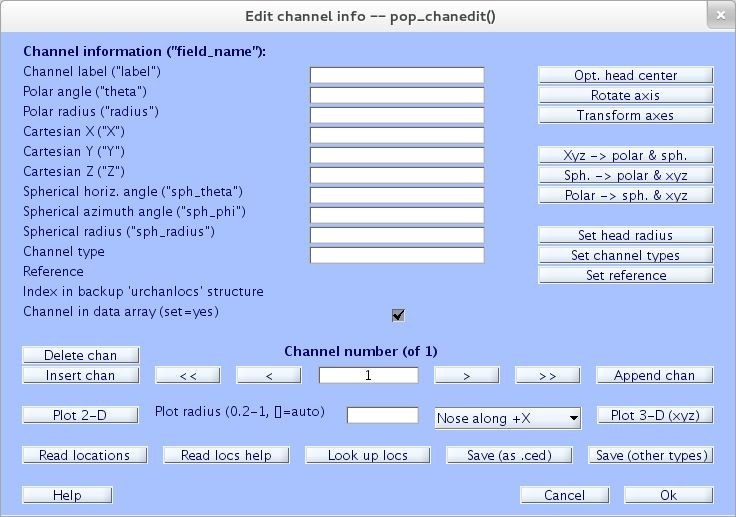 Edit channel info -- pop_chanedit()
Channel information ("field_name"):
Channel label ("label")
Opt. head center
Polar angle ("theta")
Rotate axis
Polar radius ("radius")
Transform axes
Cartesian X ("X")
Cartesian Y ("Y")
Xyz -> polar & sph.
Cartesian Z ("Z")
Sph. -> polar & xyz
Spherical horiz. angle ("sph_theta")
Polar -> sph. & xyz
Spherical azimuth angle ("sph_phi")
Spherical radius ("sph_radius")
Set head radius
Channel type
Set channel types
Reference
Set reference
Index in backup 'urchanlocs' structure
Channel in data array (set=yes)
Delete chan
Channel number (of 1)
Insert chan << < 1 > >> Append chan
Plot 2-D Plot radius (0.2-1, []=auto) Nose along +X Plot 3-D (xyz)
Read locations Read locs help Look up locs Save (as .ced) Save (other types)
Help Cancel Ok